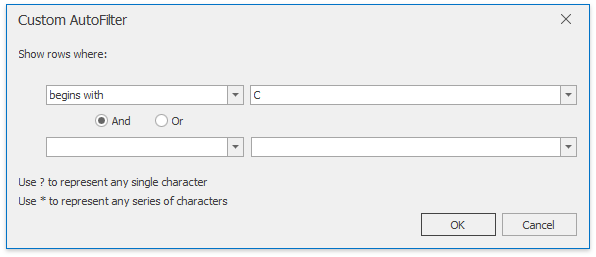 Custom AutoFilter
Show rows where:
begins with C
And Or
Use ? to represent any single character
Use * to represent any series of characters
OK Cancel